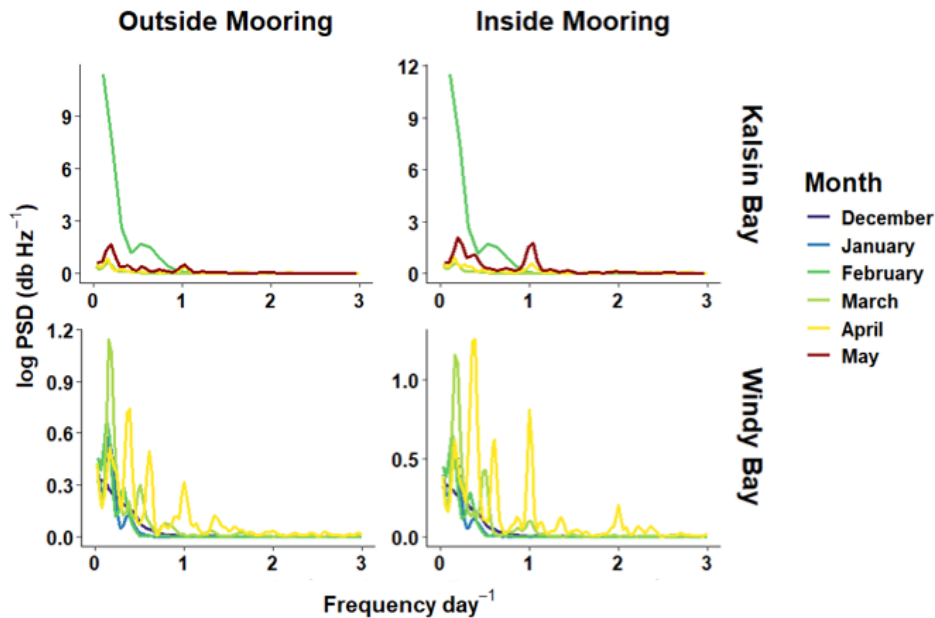 Outside Mooring
Inside Mooring
log PSD (db Hz⁻¹)
9
6
3
0
0 1 2 3
12
9
6
3
0
0 1 2 3
Kalsin Bay
1.2
0.9
0.6
0.3
0.0
0 1 2 3
1.0
0.5
0.0
0 1 2 3
Windy Bay
Frequency day⁻¹
Month
December
January
February
March
April
May